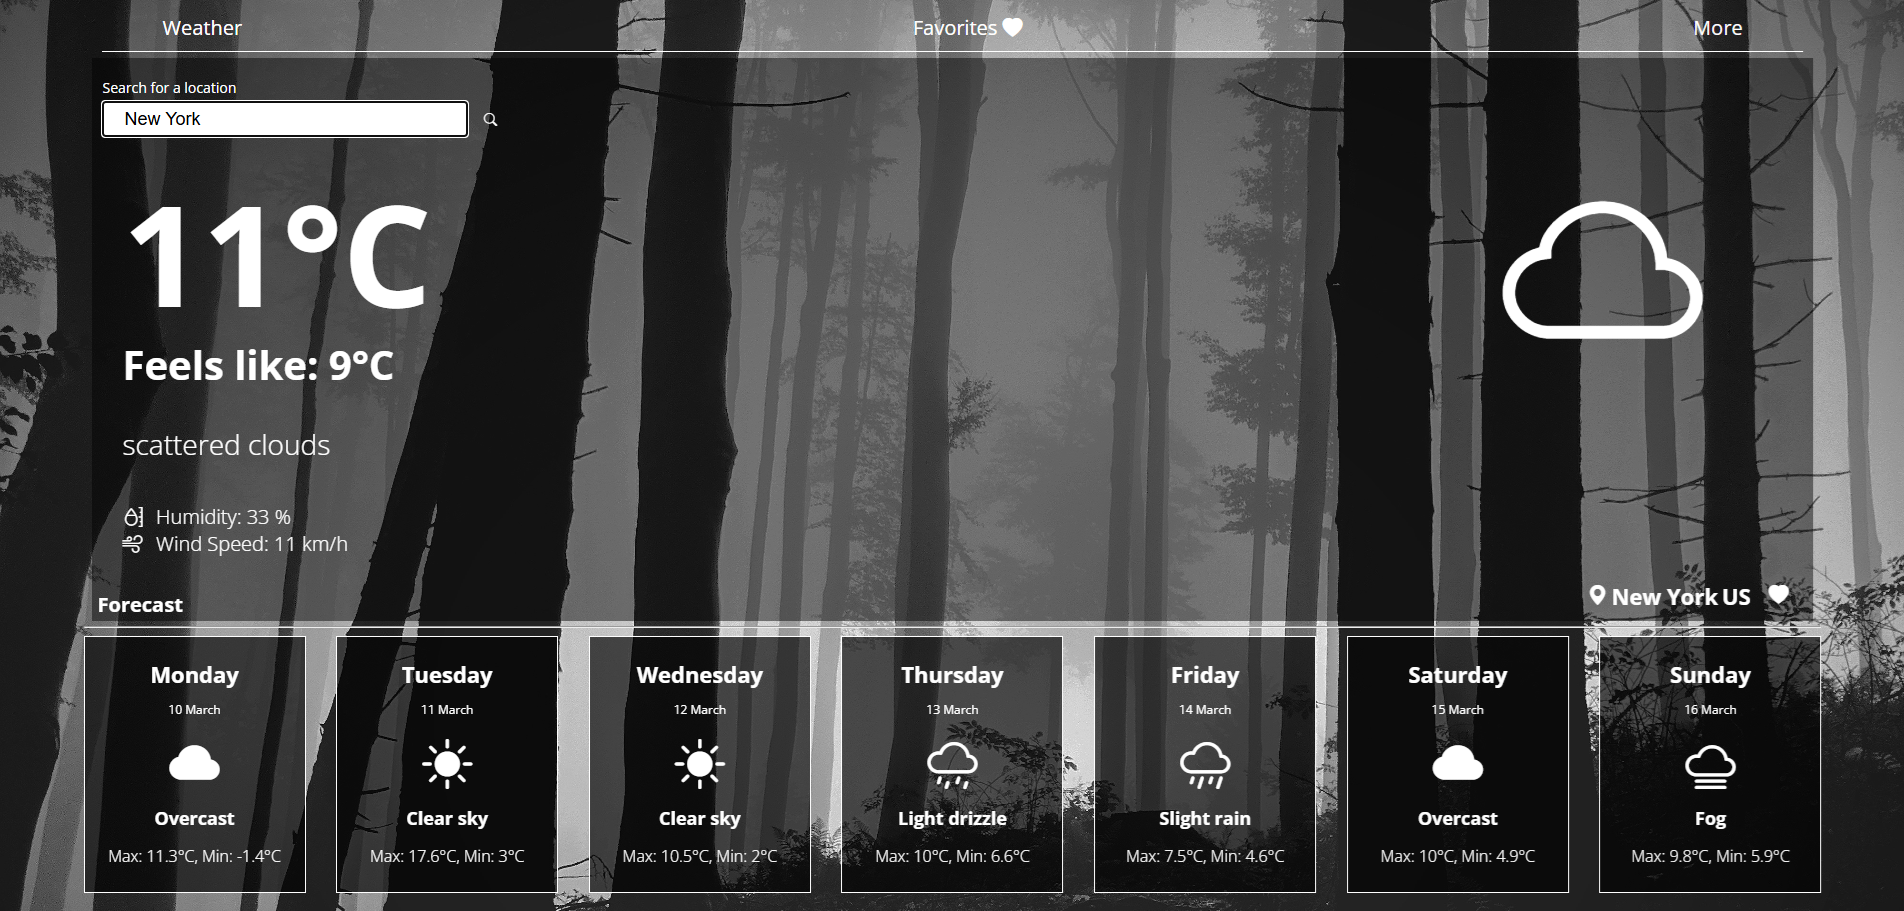 Weather
Favorites
More
Search for a location
New York
11°C
Feels like: 9°C
scattered clouds
Humidity: 33 %
Wind Speed: 11 km/h
Forecast
New York US
Monday
10 March
Overcast
Max: 11.3°C, Min: -1.4°C
Tuesday
11 March
Clear sky
Max: 17.6°C, Min: 3°C
Wednesday
12 March
Clear sky
Max: 10.5°C, Min: 2°C
Thursday
13 March
Light drizzle
Max: 10°C, Min: 6.6°C
Friday
14 March
Slight rain
Max: 7.5°C, Min: 4.6°C
Saturday
15 March
Overcast
Max: 10°C, Min: 4.9°C
Sunday
16 March
Fog
Max: 9.8°C, Min: 5.9°C